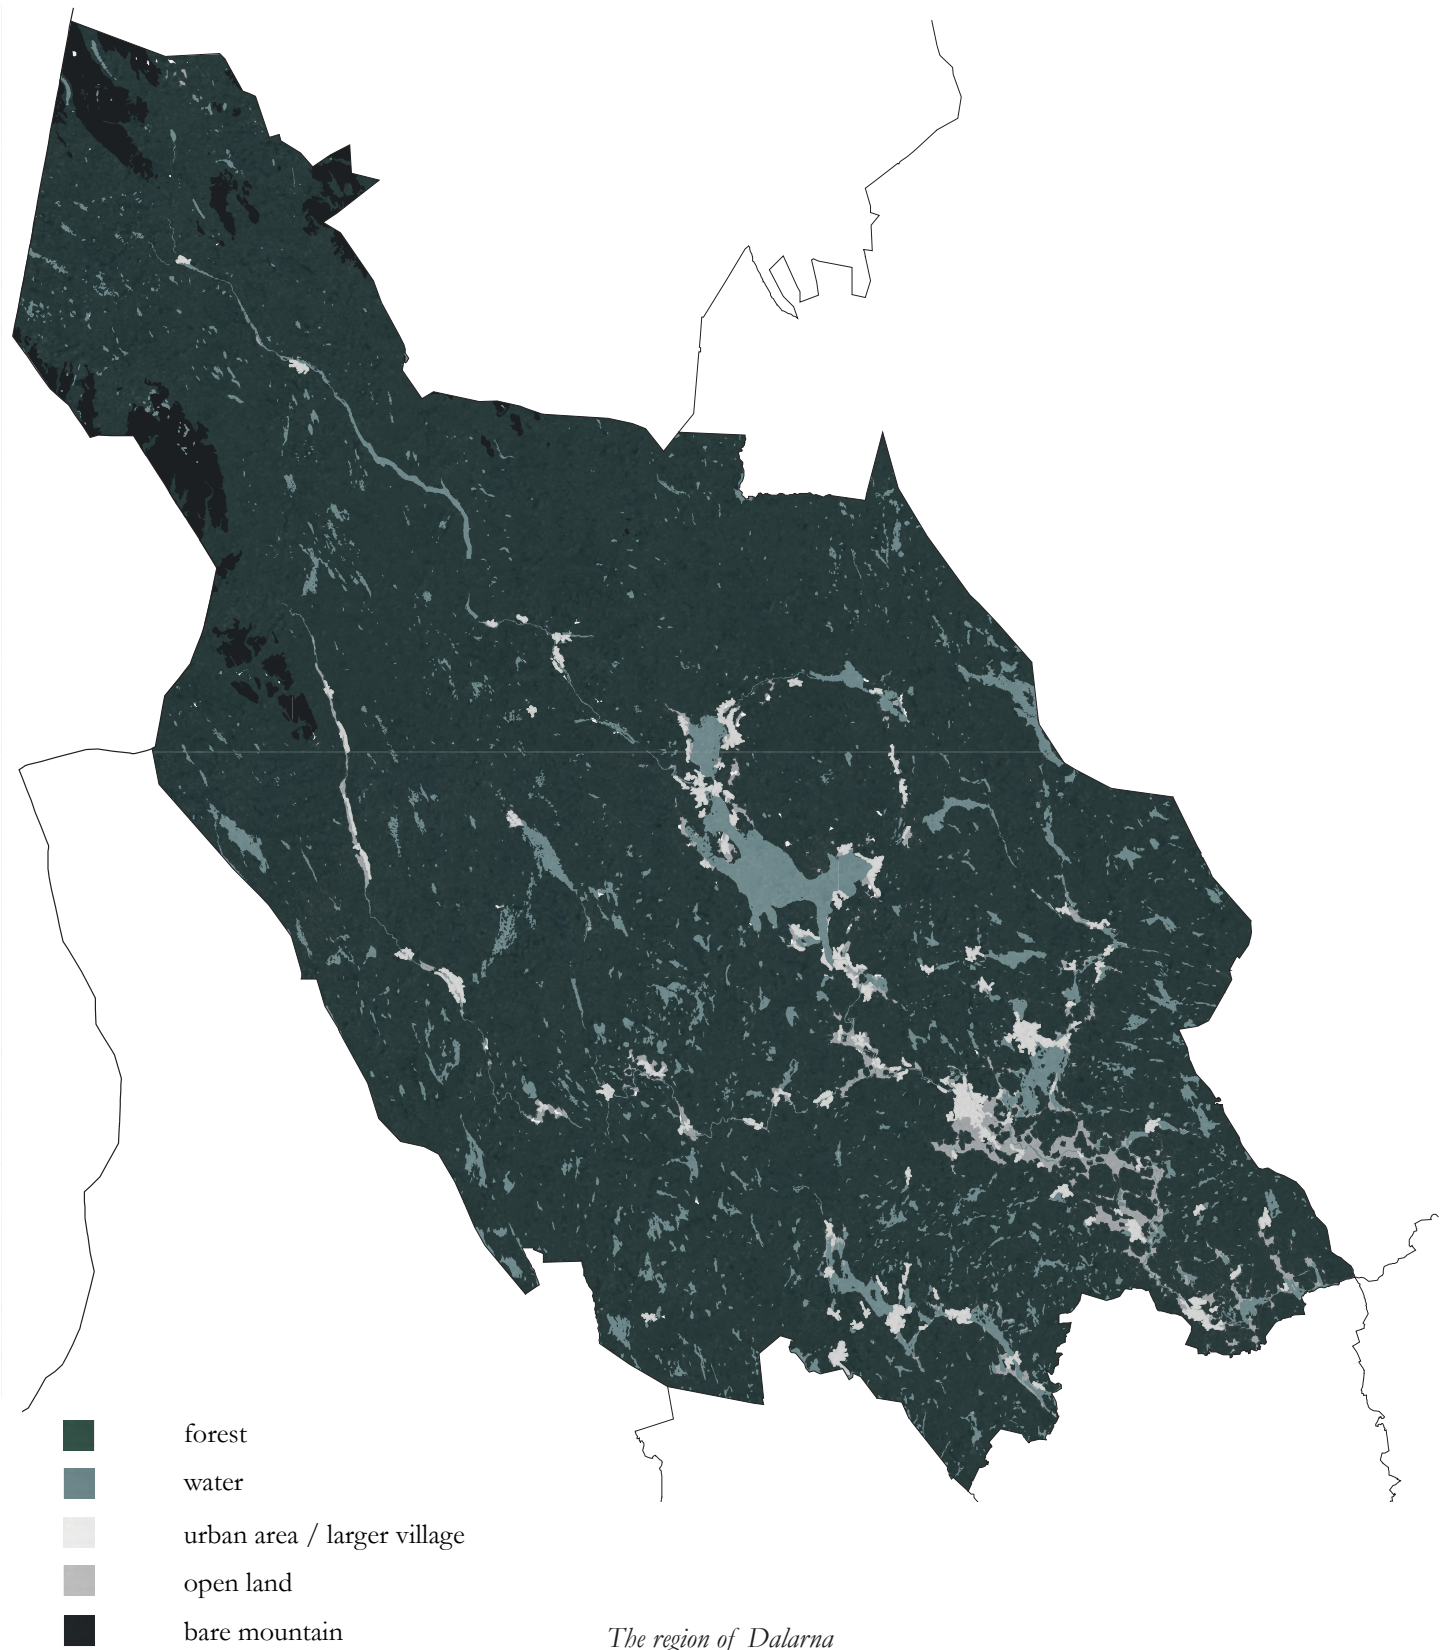 forest
water
urban area / larger village
open land
bare mountain
The region of Dalarna